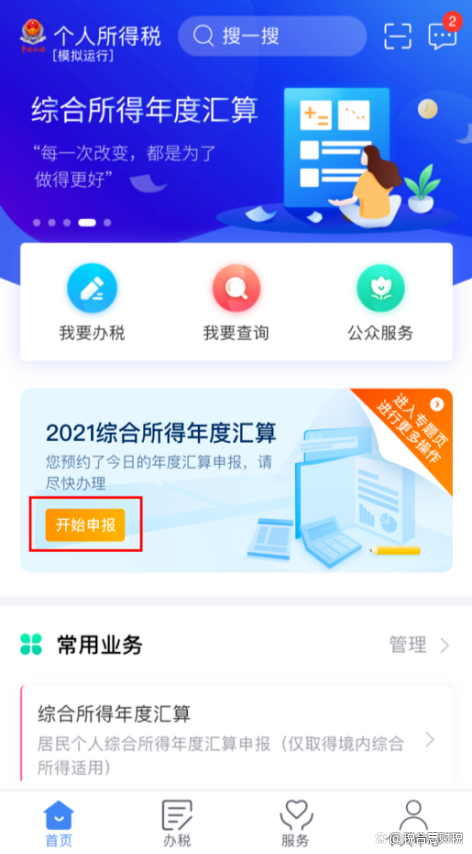 个人所得税
[模拟运行]
搜一搜
2
综合所得年度汇算
“每一次改变，都是为了
做得更好”
我要办税
我要查询
公众服务
进入专题页
进行更多操作
2021综合所得年度汇算
您预约了今日的年度汇算申报，请
尽快办理
开始申报
常用业务
管理
综合所得年度汇算
居民个人综合所得年度汇算申报（仅取得境内综合
所得适用）
首页
办税
服务